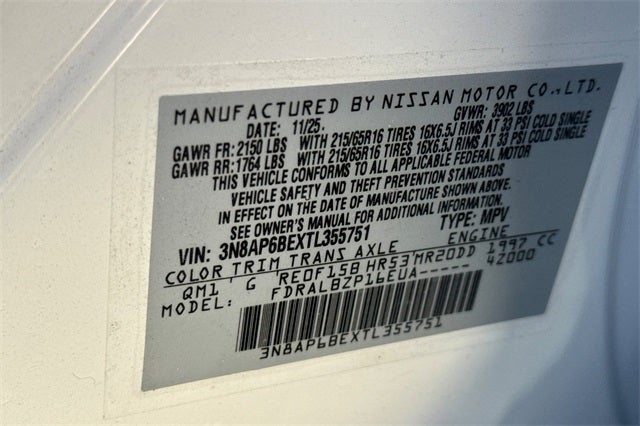 MANUFACTURED BY NISSAN MOTOR CO., LTD.
DATE: 11/25. GVWR: 3902 LBS
GAWR FR: 2150 LBS WITH 215/65R16 TIRES 16X6.5J RIMS AT 33 PSI COLD SINGLE
GAWR RR: 1764 LBS WITH 215/65R16 TIRES 16X6.5J RIMS AT 33 PSI COLD SINGLE
THIS VEHICLE CONFORMS TO ALL APPLICABLE FEDERAL MOTOR
VEHICLE SAFETY AND THEFT PREVENTION STANDARDS
IN EFFECT ON THE DATE OF MANUFACTURE SHOWN ABOVE.
SEE OWNER'S MANUAL FOR ADDITIONAL INFORMATION.
VIN: 3N8AP6BEXTL355751 TYPE: MPV
COLOR TRIM TRANS AXLE ENGINE
QM1 G RE0F15B HR53 MR20DD 1997 CC
MODEL: FDRALBZP16EUA----- 42000
3N8AP6BEXTL355751